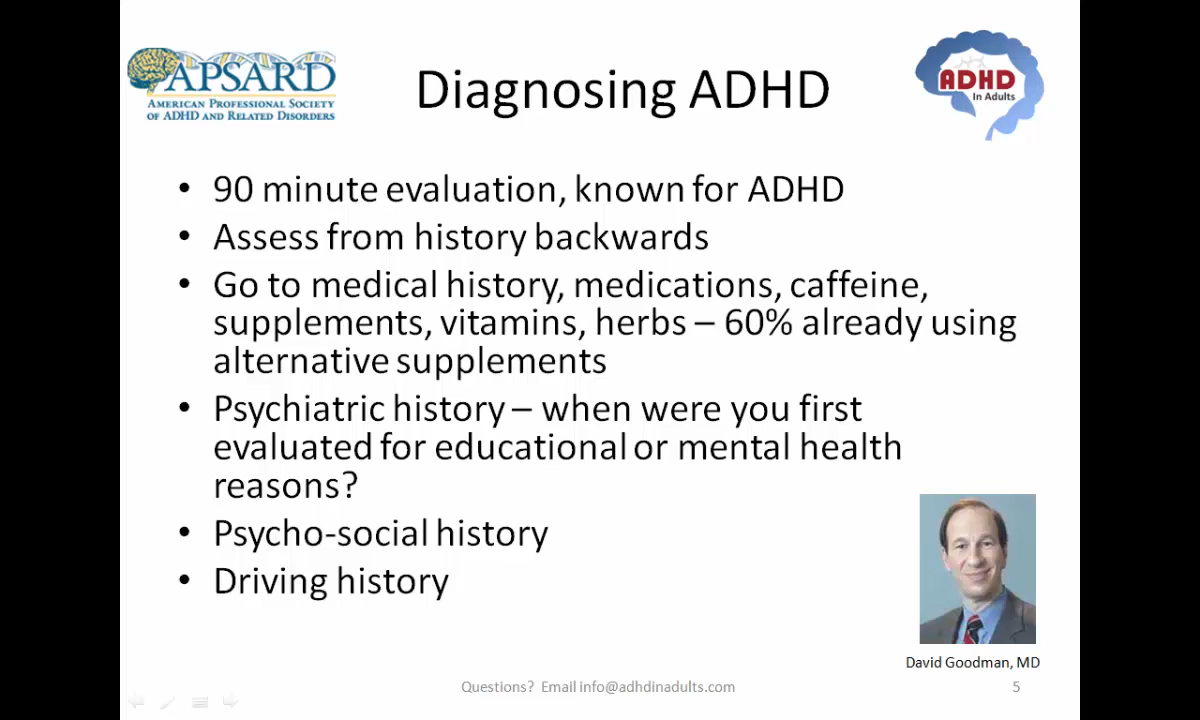 APSARD
AMERICAN PROFESSIONAL SOCIETY
OF ADHD AND RELATED DISORDERS
Diagnosing ADHD
ADHD
In Adults
• 90 minute evaluation, known for ADHD
• Assess from history backwards
• Go to medical history, medications, caffeine,
supplements, vitamins, herbs – 60% already using
alternative supplements
• Psychiatric history – when were you first
evaluated for educational or mental health
reasons?
• Psycho-social history
• Driving history
David Goodman, MD
Questions? Email info@adhdinadults.com
5